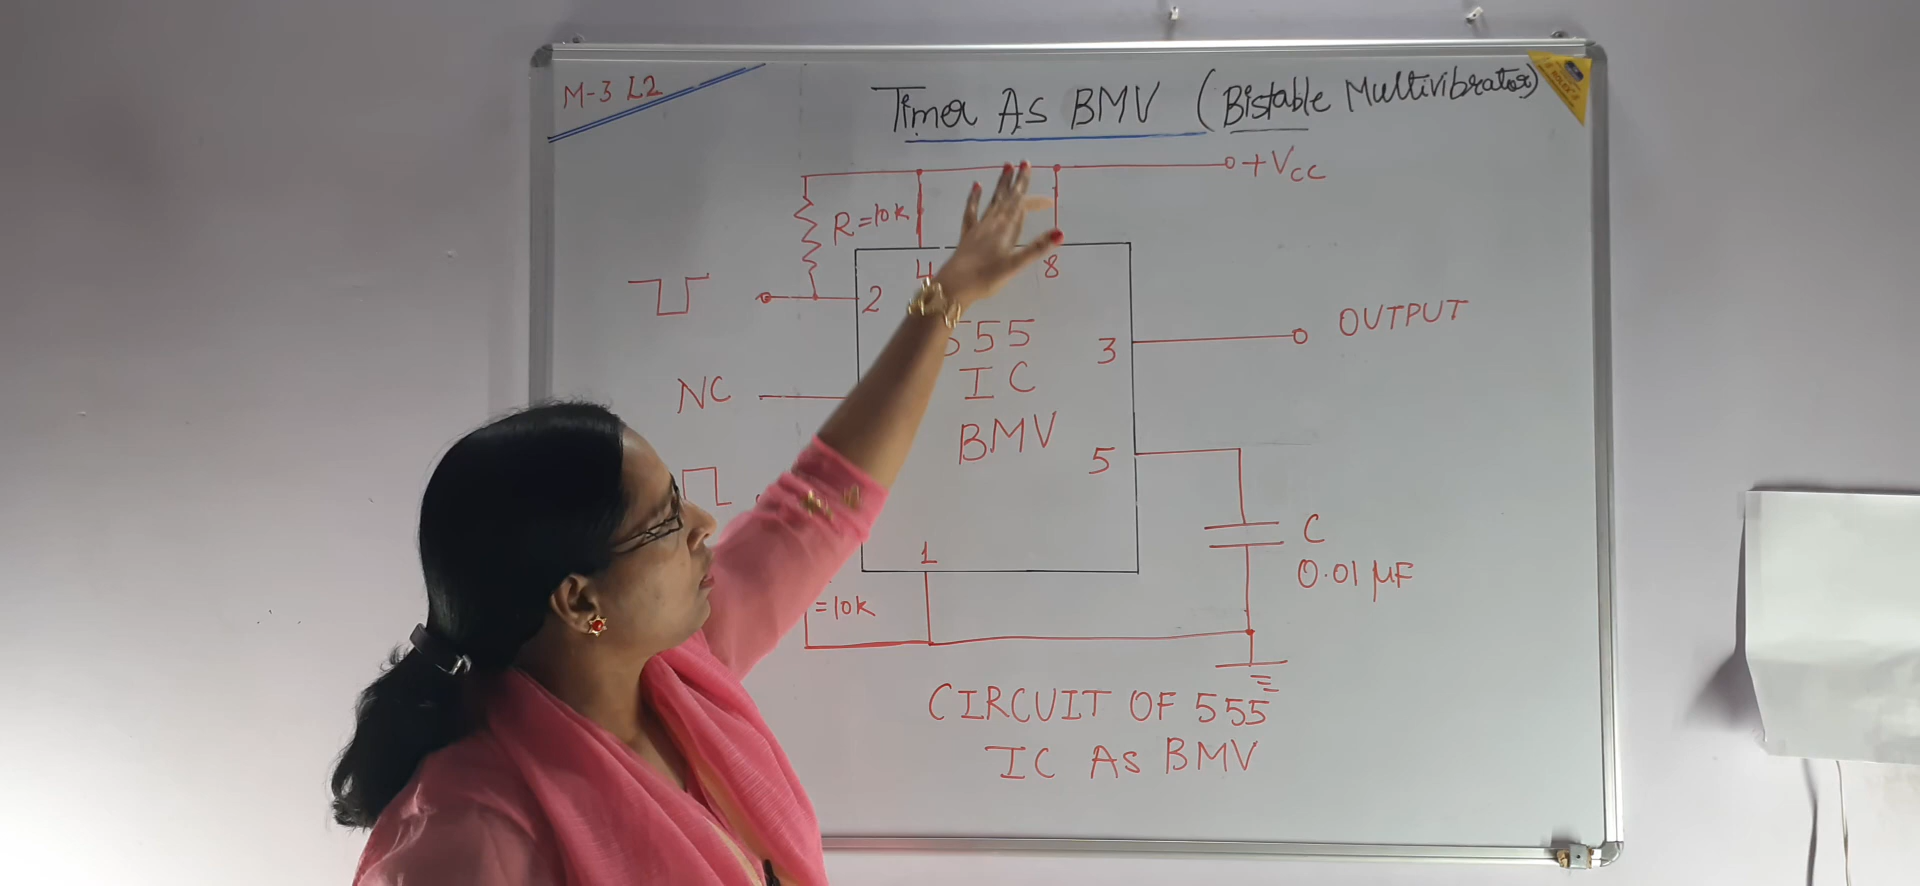 M-3 L2
Timer As BMV (Bistable Multivibrator)
+VCC
R=10K
4
8
2
555
IC
BMV
3
OUTPUT
NC
5
C
0.01 µF
1
=10K
CIRCUIT OF 555
IC As BMV